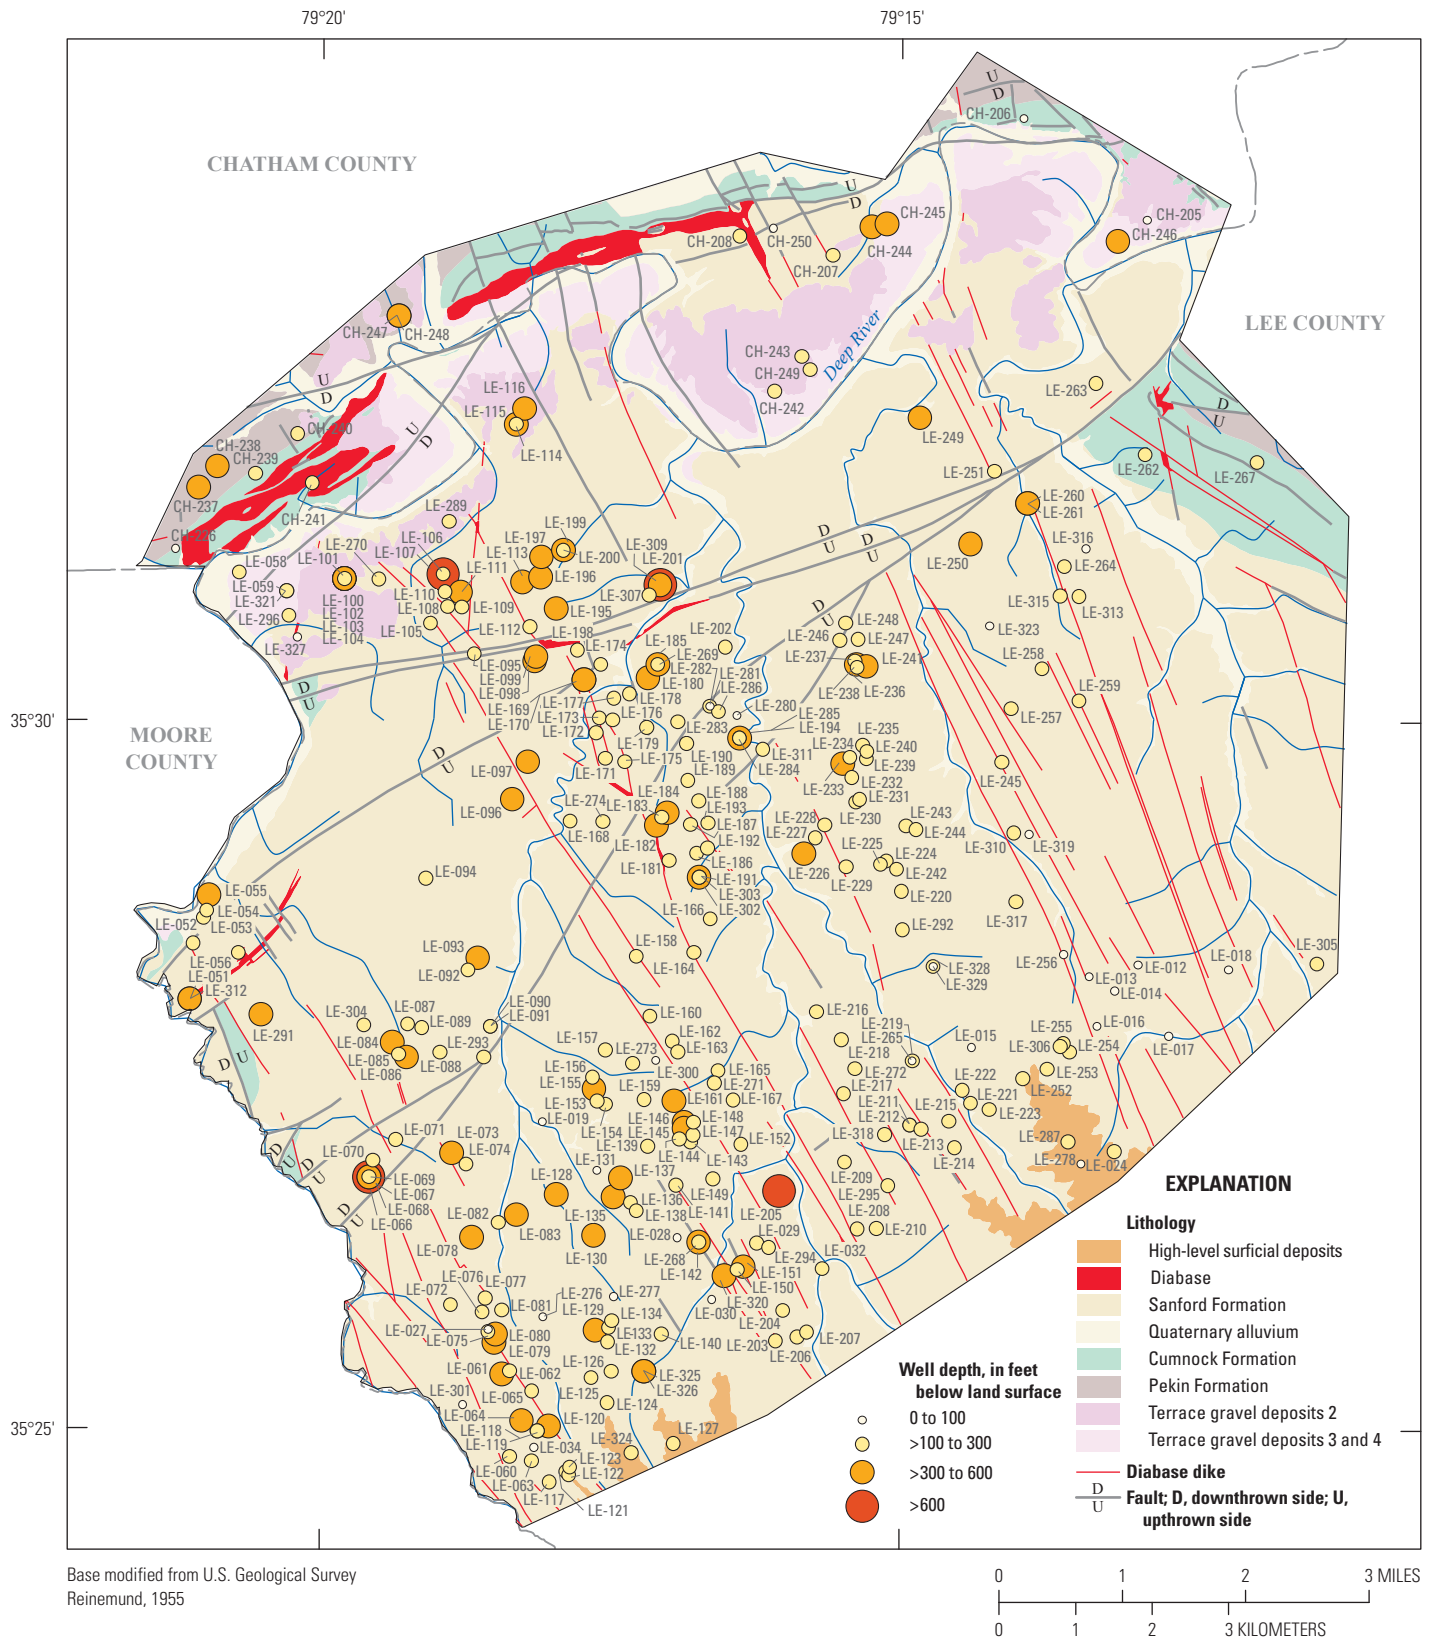 79°20'
79°15'
U
D
CH-206
CHATHAM COUNTY
U
D
CH-205
CH-245
CH-246
CH-208
CH-250
CH-244
CH-207
LEE COUNTY
CH-247
CH-248
Deep River
CH-243
CH-249
CH-242
U
D
LE-116
LE-263
LE-115
D
U
CH-240
U
D
LE-249
CH-238
CH-239
LE-114
LE-251
LE-262
LE-267
CH-237
CH-241
LE-289
LE-260
LE-261
CH-226
LE-106
LE-199
LE-270
LE-107
LE-197
D
U
D
U
LE-316
LE-058
LE-101
LE-113
LE-200
LE-309
LE-201
LE-250
LE-264
LE-111
LE-196
LE-059
LE-110
LE-307
LE-315
LE-313
LE-321
LE-100
LE-102
LE-103
LE-104
LE-108
LE-109
LE-195
D
U
LE-296
LE-105
LE-112
LE-248
LE-323
LE-327
LE-198
LE-174
LE-185
LE-202
LE-246
LE-247
LE-095
LE-099
LE-098
LE-269
LE-282
LE-281
LE-237
LE-241
LE-258
D
U
LE-180
LE-286
LE-238
LE-236
LE-259
LE-169
LE-177
LE-178
LE-280
LE-170
LE-173
LE-176
LE-285
LE-194
LE-257
35°30'
LE-172
LE-283
LE-235
MOORE
COUNTY
D
U
LE-179
LE-190
LE-311
LE-234
LE-240
LE-097
LE-171
LE-175
LE-189
LE-284
LE-239
LE-245
LE-233
LE-232
LE-096
LE-274
LE-184
LE-188
LE-231
LE-183
LE-193
LE-228
LE-230
LE-243
LE-168
LE-187
LE-227
LE-244
LE-182
LE-192
LE-225
LE-310
LE-319
LE-094
LE-181
LE-186
LE-224
LE-226
LE-229
LE-242
LE-191
LE-055
LE-303
LE-220
LE-054
LE-166
LE-302
LE-317
LE-052
LE-053
LE-292
LE-093
LE-158
LE-305
LE-056
LE-092
LE-164
LE-328
LE-329
LE-256
LE-012
LE-018
LE-051
LE-013
LE-312
LE-014
LE-087
LE-090
LE-091
LE-160
LE-216
LE-304
LE-016
LE-291
LE-084
LE-089
LE-162
LE-219
LE-015
LE-255
LE-157
LE-273
LE-163
LE-265
LE-306
LE-254
LE-017
LE-085
LE-293
LE-218
D
U
LE-086
LE-088
LE-156
LE-300
LE-165
LE-272
LE-253
LE-155
LE-159
LE-271
LE-217
LE-222
LE-252
LE-153
LE-161
LE-167
LE-211
LE-221
LE-019
LE-146
LE-148
LE-212
LE-215
LE-223
LE-071
LE-073
LE-154
LE-145
LE-147
LE-318
LE-213
LE-287
LE-070
LE-074
LE-139
LE-144
LE-152
D
U
D
U
LE-131
LE-143
LE-214
LE-278
LE-024
LE-069
LE-128
LE-137
LE-209
EXPLANATION
LE-067
LE-136
LE-149
LE-295
D
U
LE-068
LE-082
LE-135
LE-138
LE-141
LE-205
LE-208
Lithology
LE-066
LE-083
LE-028
LE-029
LE-210
LE-078
LE-130
LE-268
LE-294
LE-032
High-level surficial deposits
LE-142
LE-151
LE-077
LE-150
Diabase
LE-076
LE-276
LE-277
LE-072
LE-081
LE-129
LE-134
LE-030
LE-320
Sanford Formation
LE-027
LE-133
LE-204
LE-080
Quaternary alluvium
LE-075
LE-079
LE-132
LE-140
LE-203
LE-207
LE-206
Cumnock Formation
LE-061
LE-062
LE-126
LE-325
Pekin Formation
LE-301
LE-065
LE-125
LE-326
Terrace gravel deposits 2
LE-064
LE-120
LE-124
Terrace gravel deposits 3 and 4
LE-118
LE-127
35°25'
LE-119
LE-034
LE-324
Diabase dike
LE-060
LE-123
D
U
Fault; D, downthrown side; U,
upthrown side
LE-063
LE-122
LE-117
LE-121
Well depth, in feet
below land surface
0 to 100
>100 to 300
>300 to 600
>600
Base modified from U.S. Geological Survey
Reinemund, 1955
0 1 2 3 MILES
0 1 2 3 KILOMETERS